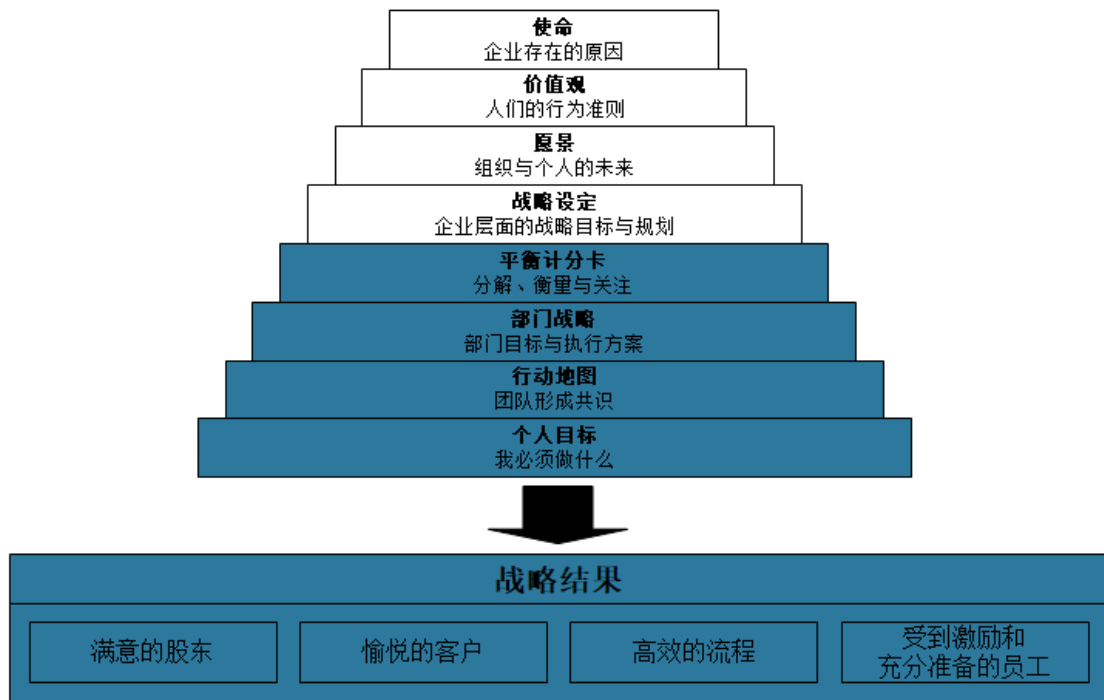 使命
企业存在的原因
价值观
人们的行为准则
愿景
组织与个人的未来
战略设定
企业层面的战略目标与规划
平衡计分卡
分解、衡量与关注
部门战略
部门目标与执行方案
行动地图
团队形成共识
个人目标
我必须做什么
战略结果
满意的股东
愉悦的客户
高效的流程
受到激励和
充分准备的员工